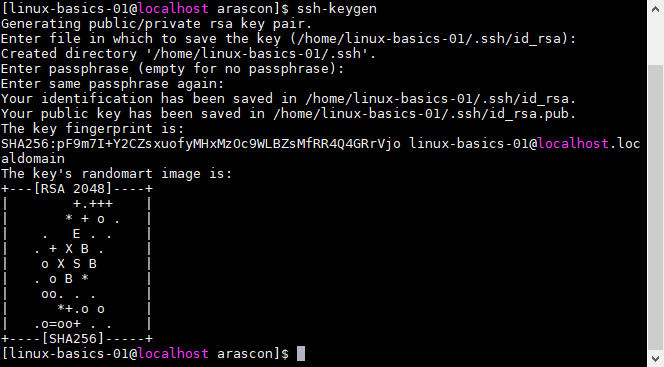 [linux-basics-01@localhost arascon]$ ssh-keygen
Generating public/private rsa key pair.
Enter file in which to save the key (/home/linux-basics-01/.ssh/id_rsa):
Created directory '/home/linux-basics-01/.ssh'.
Enter passphrase (empty for no passphrase):
Enter same passphrase again:
Your identification has been saved in /home/linux-basics-01/.ssh/id_rsa.
Your public key has been saved in /home/linux-basics-01/.ssh/id_rsa.pub.
The key fingerprint is:
SHA256:pF9m7I+Y2CZsxuofyMHxMzOc9WLBZsMfRR4Q4GRrVjo linux-basics-01@localhost.loc
aldomain
The key's randomart image is:
+---[RSA 2048]----+
|        +.+++    |
|       * + o .   |
|    .   E . .    |
|   . + X B .     |
|    o X S B      |
|   . o B *       |
|    oo. . .      |
|      *+.o o     |
|   .o=oo+ . .    |
+----[SHA256]-----+
[linux-basics-01@localhost arascon]$